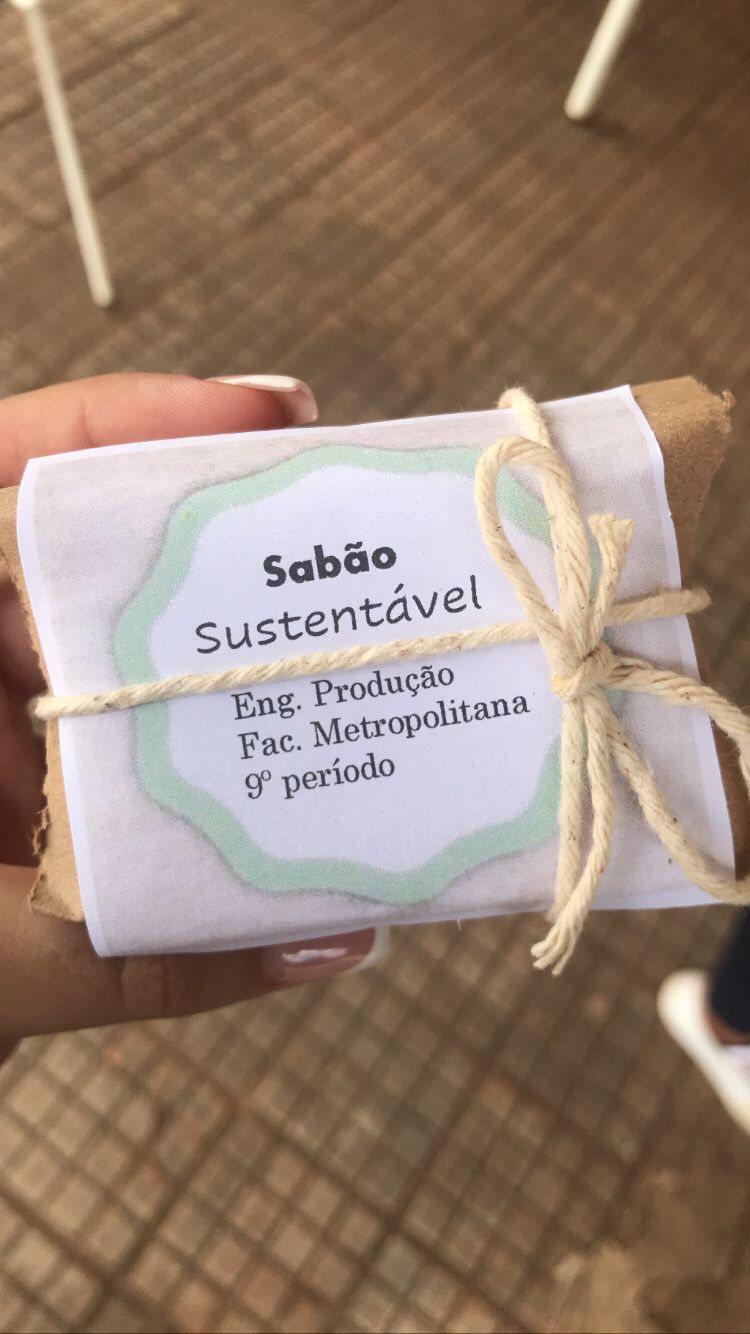 Sabão
Sustentável
Eng. Produção
Fac. Metropolitana
9º período